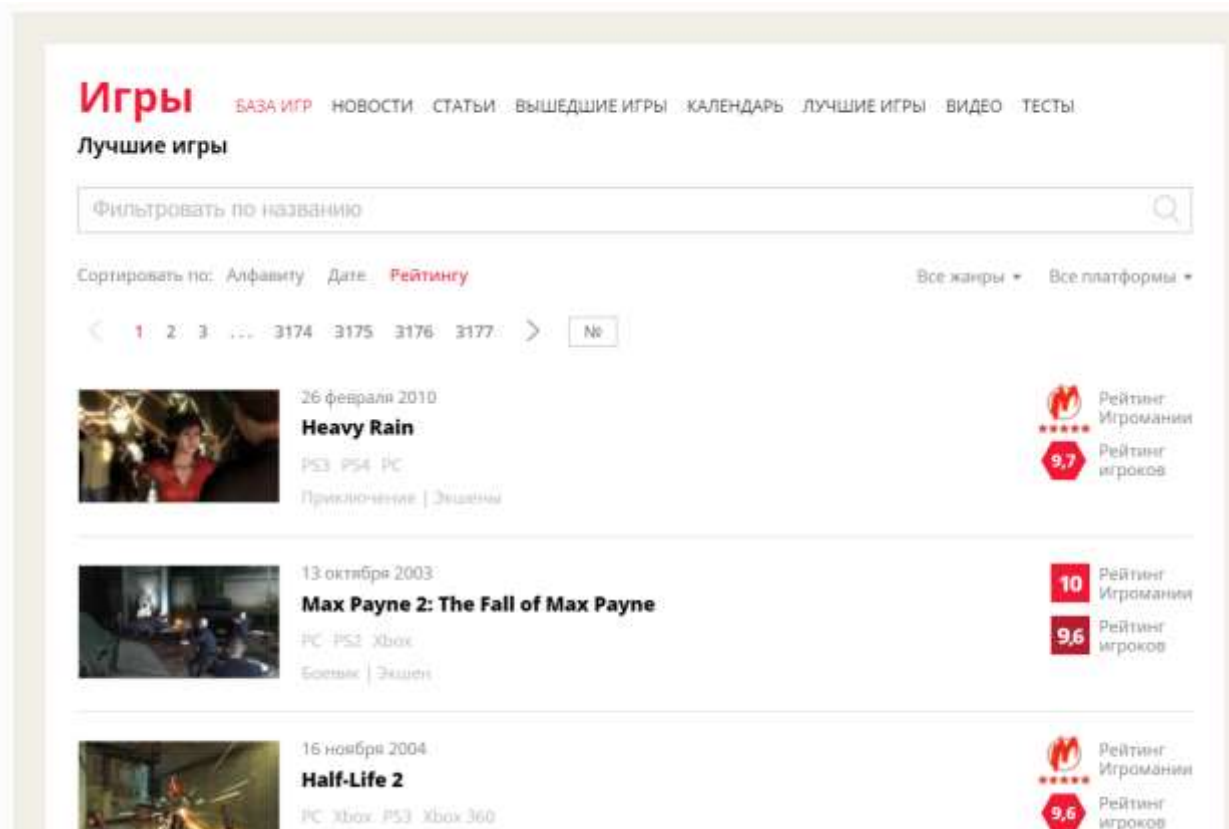 Игры БАЗА ИГР НОВОСТИ СТАТЬИ ВЫШЕДШИЕ ИГРЫ КАЛЕНДАРЬ ЛУЧШИЕ ИГРЫ ВИДЕО ТЕСТЫ
Лучшие игры
Фильтровать по названию
Сортировать по: Алфавиту Дате Рейтингу Все жанры Все платформы
1 2 3 ... 3174 3175 3176 3177 №
26 февраля 2010
Heavy Rain
PS3 PS4 PC
Приключение | Экшены
Рейтинг
Игромании
9,7 Рейтинг
игроков
13 октября 2003
Max Payne 2: The Fall of Max Payne
PC PS2 Xbox
Боевик | Экшен
10 Рейтинг
Игромании
9,6 Рейтинг
игроков
16 ноября 2004
Half-Life 2
PC Xbox PS3 Xbox 360
Рейтинг
Игромании
9,6 Рейтинг
игроков